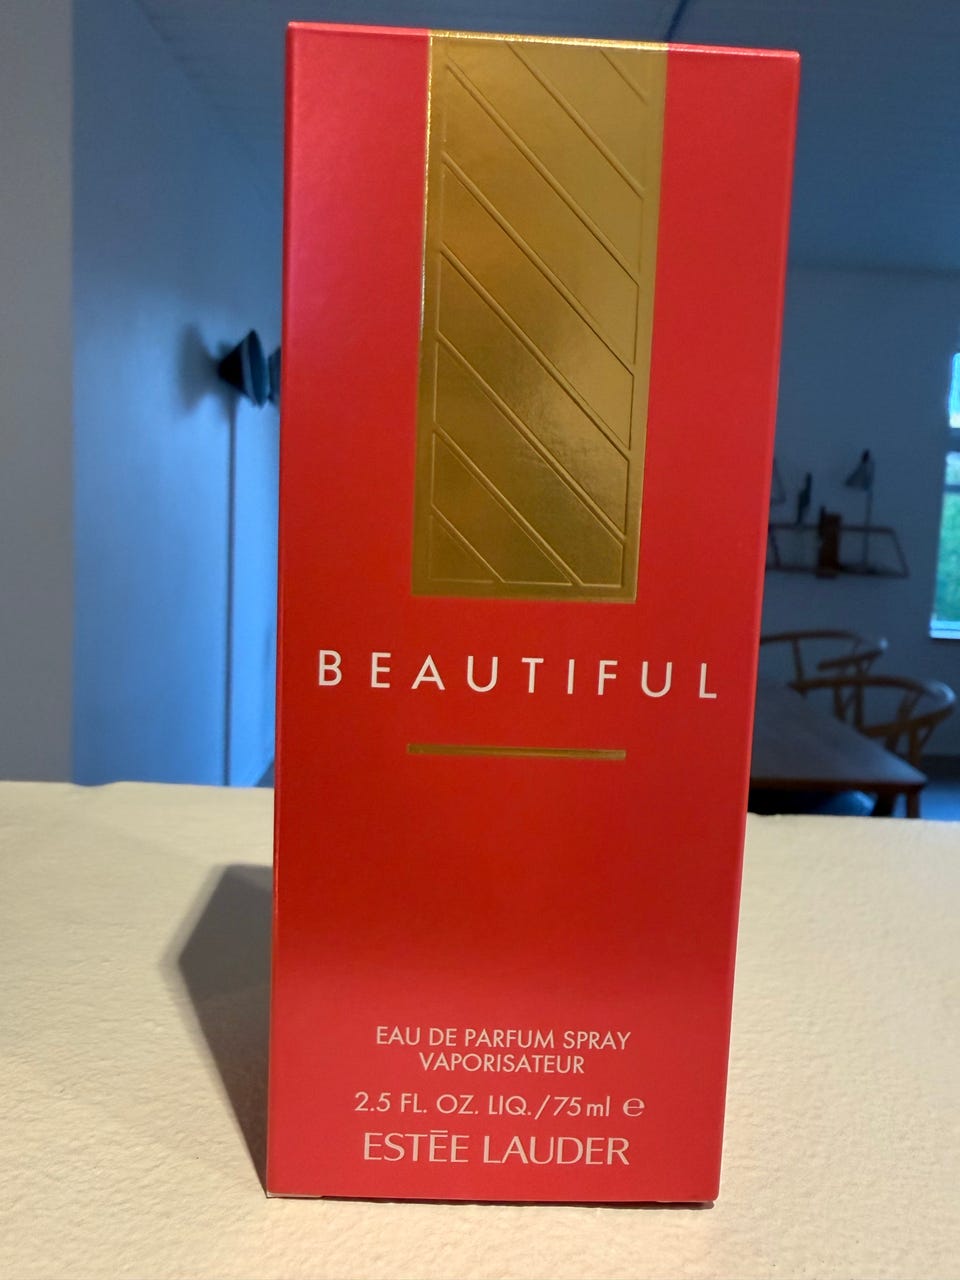 BEAUTIFUL
EAU DE PARFUM SPRAY
VAPORISATEUR
2.5 FL. OZ. LIQ./75 ml ℮
ESTĒE LAUDER